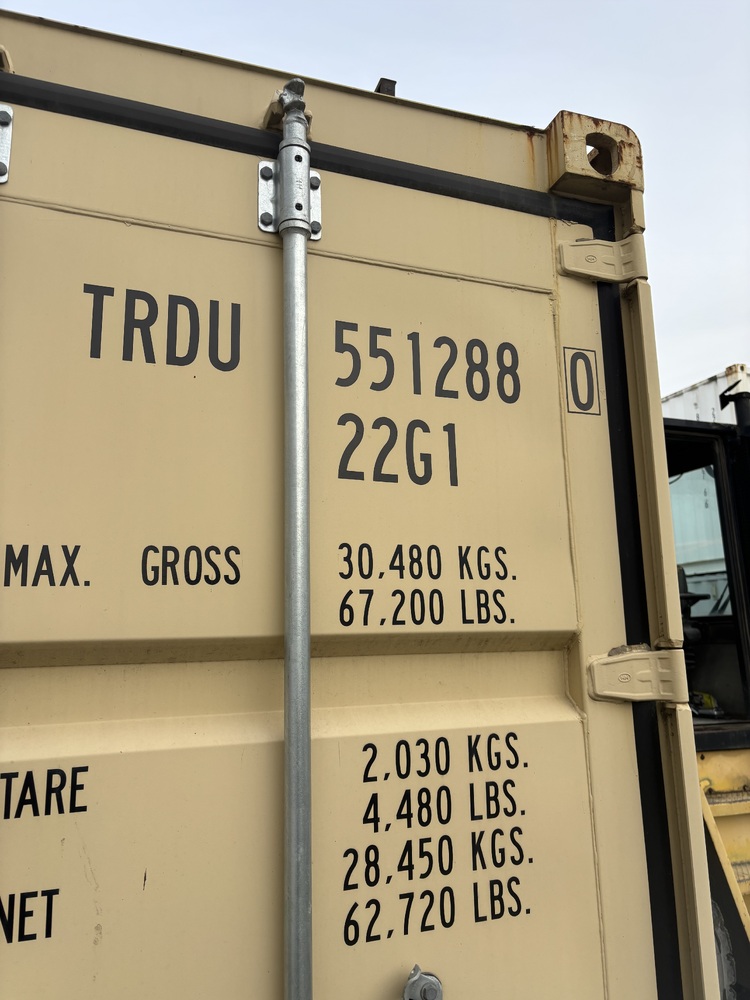 TRDU 551288 0
22G1
MAX. GROSS 30,480 KGS.
67,200 LBS.
TARE 2,030 KGS.
4,480 LBS.
NET 28,450 KGS.
62,720 LBS.